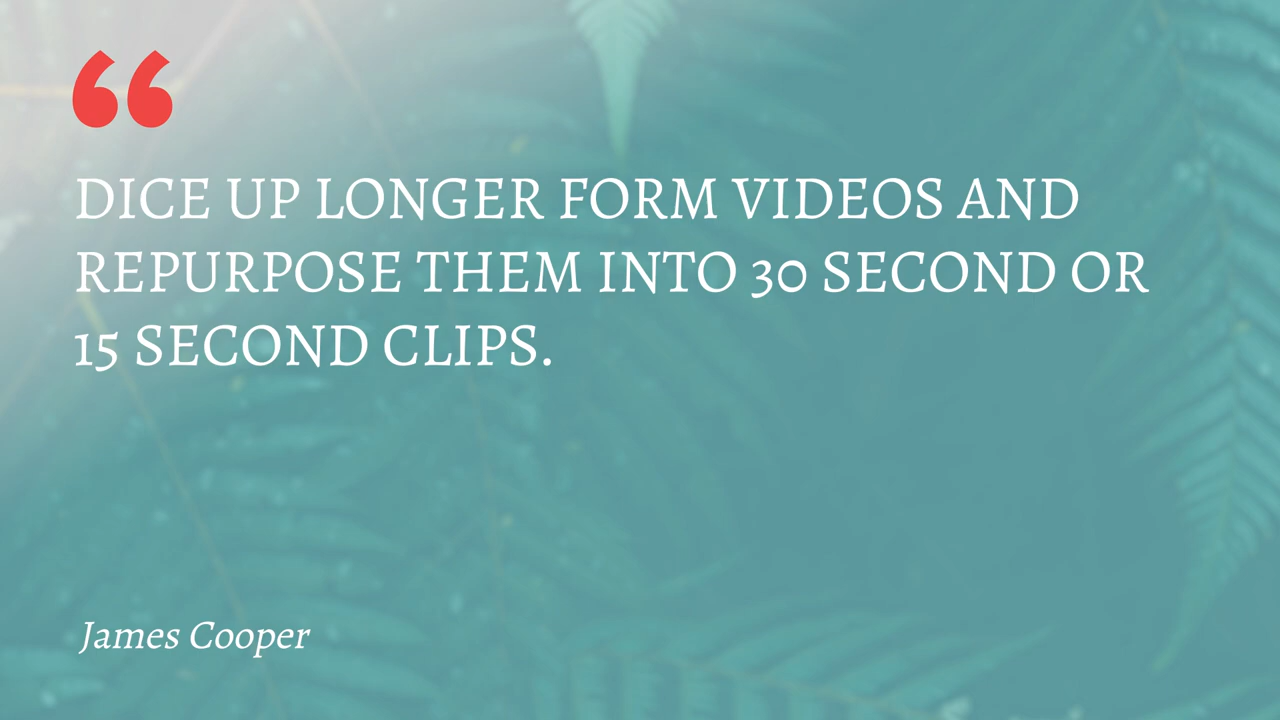 “
DICE UP LONGER FORM VIDEOS AND
REPURPOSE THEM INTO 30 SECOND OR
15 SECOND CLIPS.
James Cooper